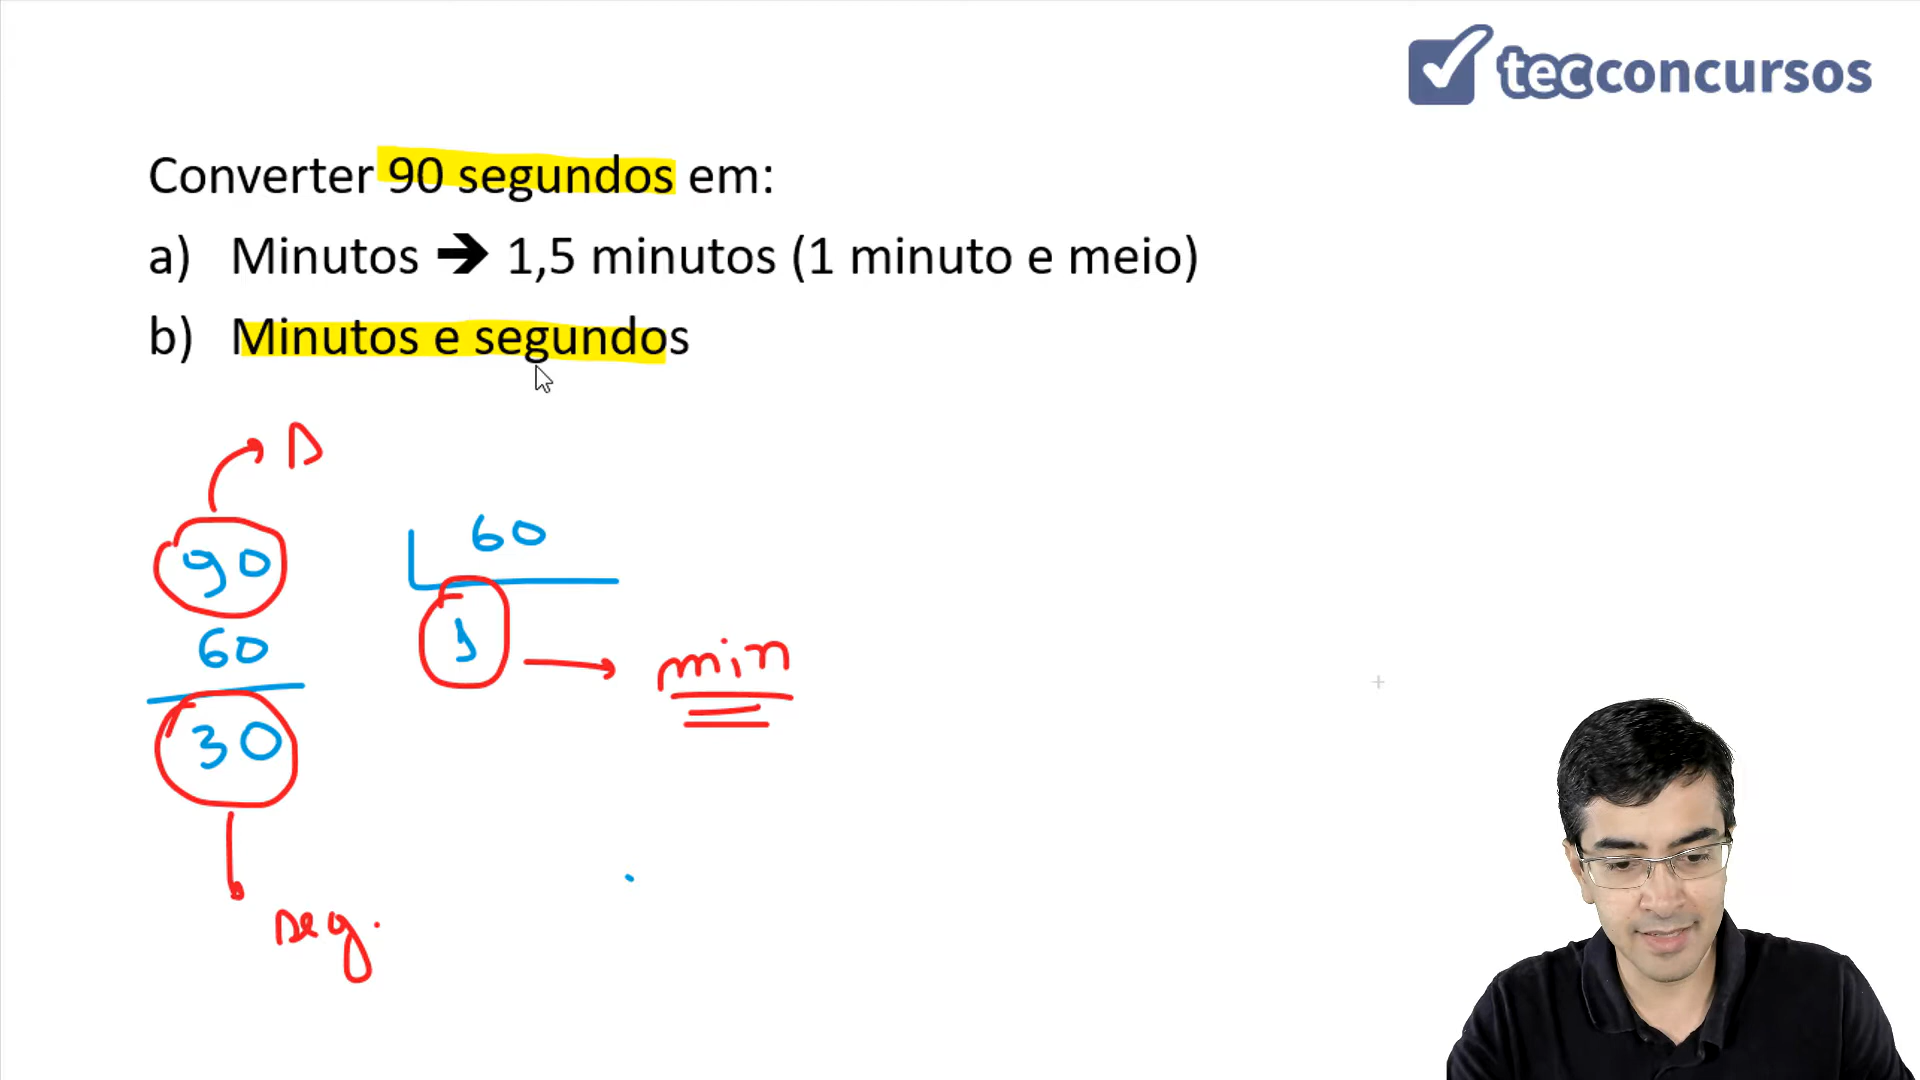 tecconcursos
Converter 90 segundos em:
a) Minutos → 1,5 minutos (1 minuto e meio)
b) Minutos e segundos
s
90
60
60
1
min
30
seg.